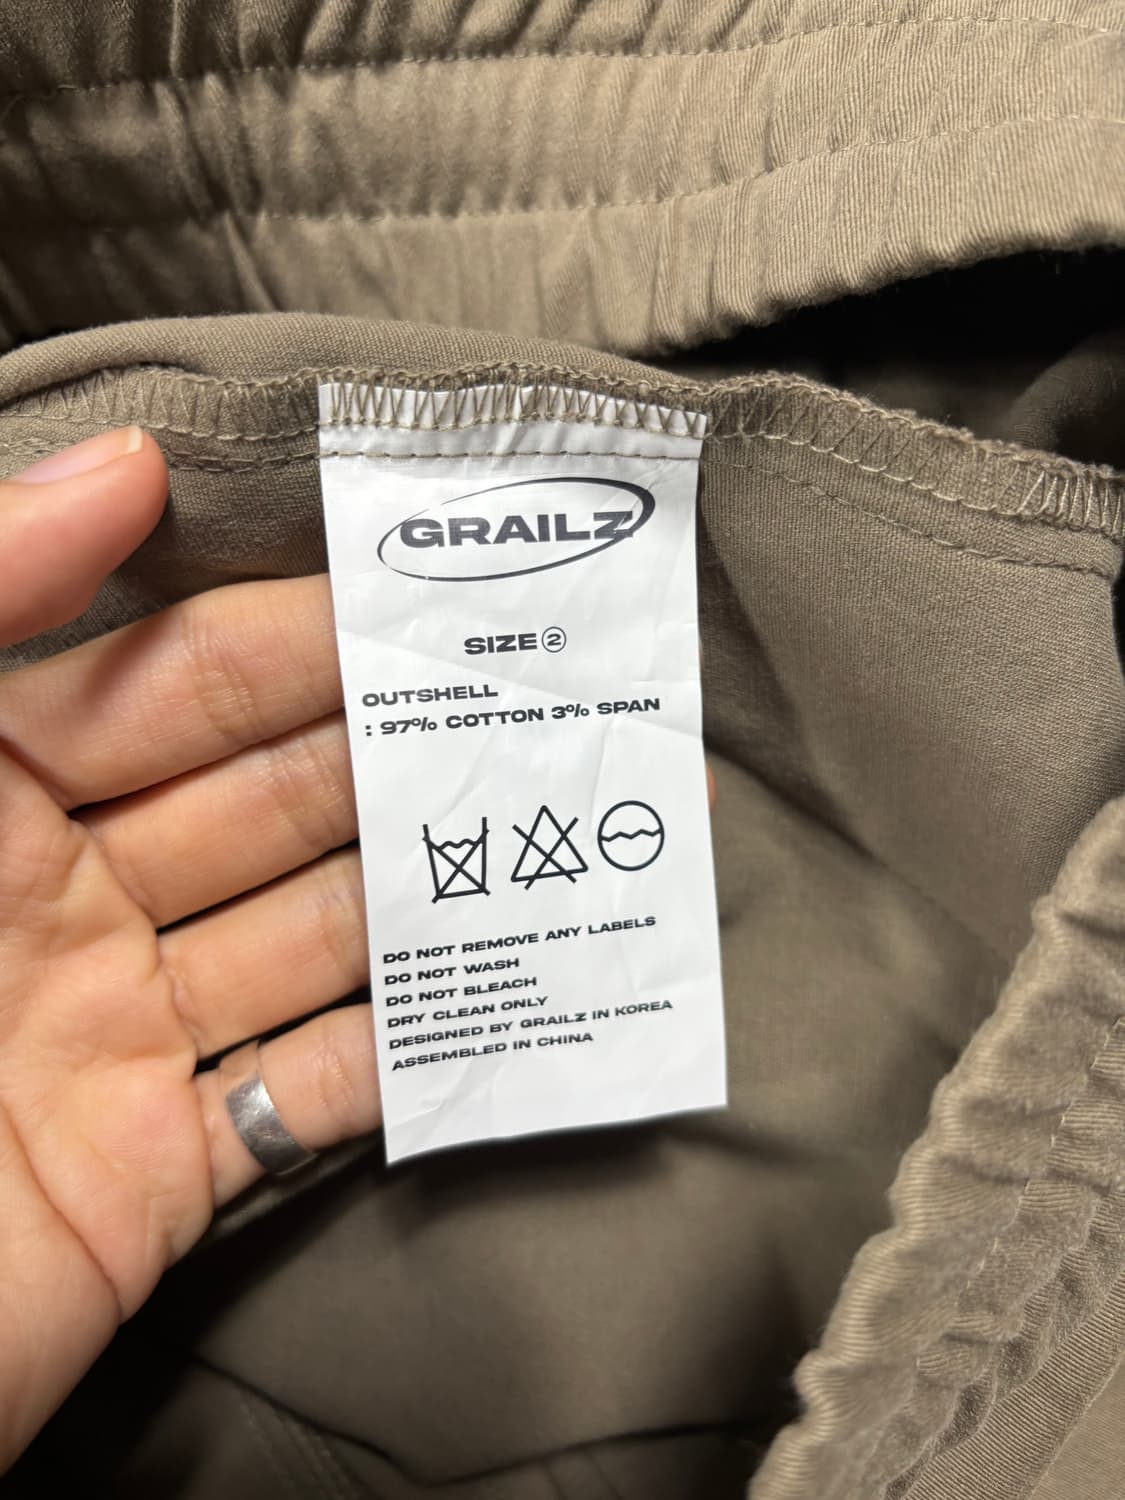 GRAILZ
SIZE②
OUTSHELL
: 97% COTTON 3% SPAN
DO NOT REMOVE ANY LABELS
DO NOT WASH
DO NOT BLEACH
DRY CLEAN ONLY
DESIGNED BY GRAILZ IN KOREA
ASSEMBLED IN CHINA